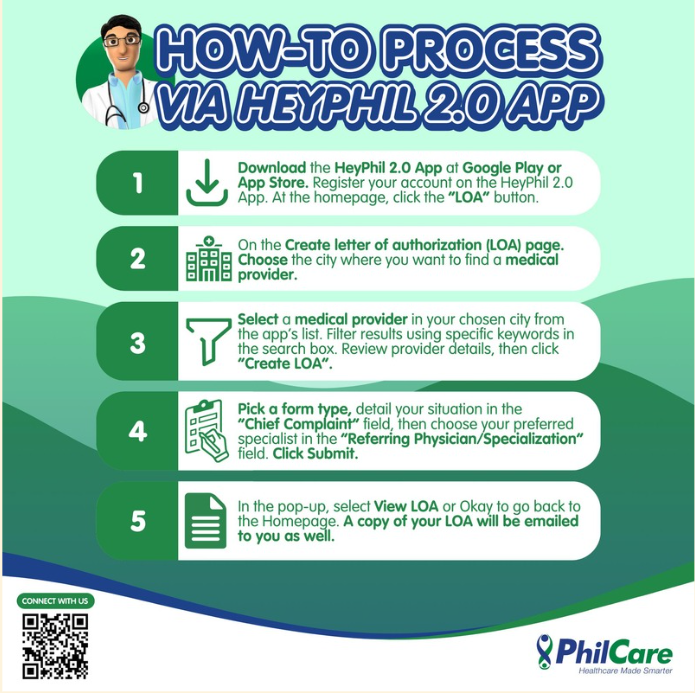 HOW-TO PROCESS
VIA HEYPHIL 2.0 APP
1
Download the HeyPhil 2.0 App at Google Play or
App Store. Register your account on the HeyPhil 2.0
App. At the homepage, click the “LOA” button.
2
On the Create letter of authorization (LOA) page.
Choose the city where you want to find a medical
provider.
3
Select a medical provider in your chosen city from
the app's list. Filter results using specific keywords in
the search box. Review provider details, then click
“Create LOA”.
4
Pick a form type, detail your situation in the
“Chief Complaint” field, then choose your preferred
specialist in the “Referring Physician/Specialization”
field. Click Submit.
5
In the pop-up, select View LOA or Okay to go back to
the Homepage. A copy of your LOA will be emailed
to you as well.
CONNECT WITH US
PhilCare
Healthcare Made Smarter